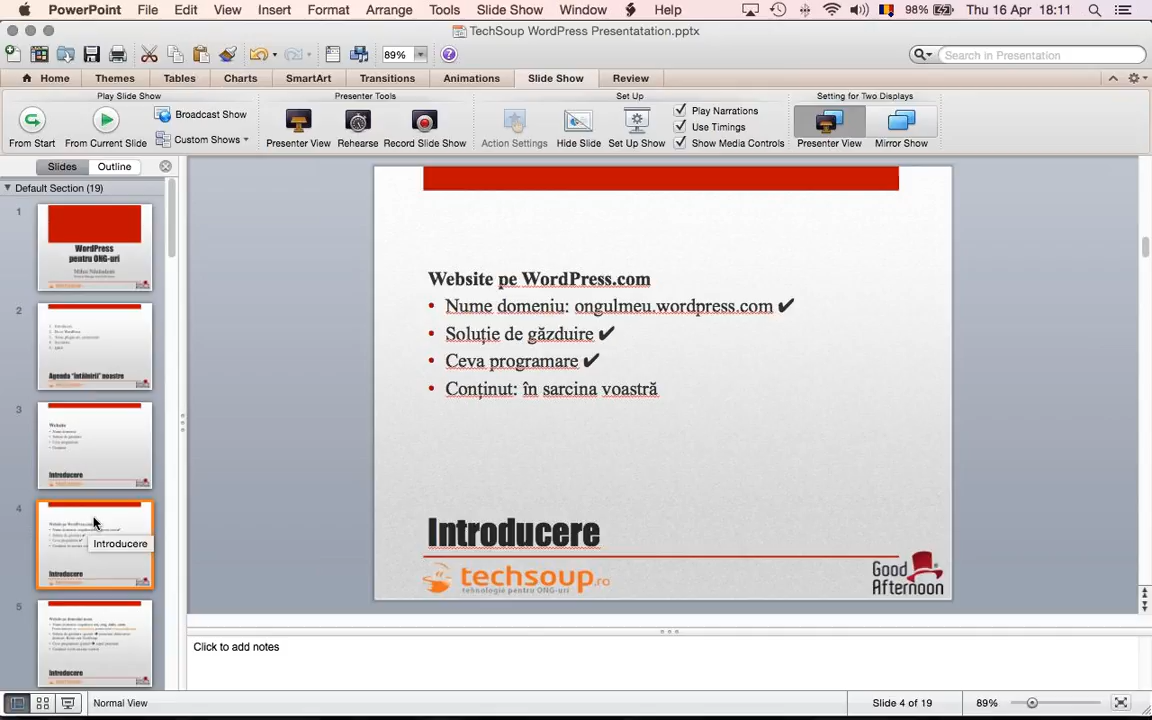 PowerPoint File Edit View Insert Format Arrange Tools Slide Show Window Help 98% Thu 16 Apr 18:11
TechSoup WordPress Presentatation.pptx
89% Search in Presentation
Home Themes Tables Charts SmartArt Transitions Animations Slide Show Review
Play Slide Show Presenter Tools Set Up Setting for Two Displays
Broadcast Show
Custom Shows
Play Narrations
Use Timings
Show Media Controls
From Start From Current Slide Presenter View Rehearse Record Slide Show Action Settings Hide Slide Set Up Show Presenter View Mirror Show
Slides Outline
Default Section (19)
1
WordPress
pentru ONG-uri
2
Agenda "întâlnirii" noastre
3
Website
Introducere
4
Introducere
Introducere
5
Introducere
Website pe WordPress.com
• Nume domeniu: ongulmeu.wordpress.com ✔
• Soluție de găzduire ✔
• Ceva programare ✔
• Conținut: în sarcina voastră
Introducere
techsoup.ro
tehnologie pentru ONG-uri
Good
Afternoon
Click to add notes
Normal View Slide 4 of 19 89%